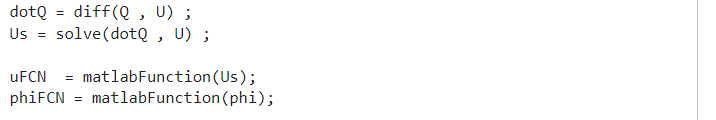 dotQ = diff(Q , U) ;
Us = solve(dotQ , U) ;
uFCN  = matlabFunction(Us);
phiFCN = matlabFunction(phi);